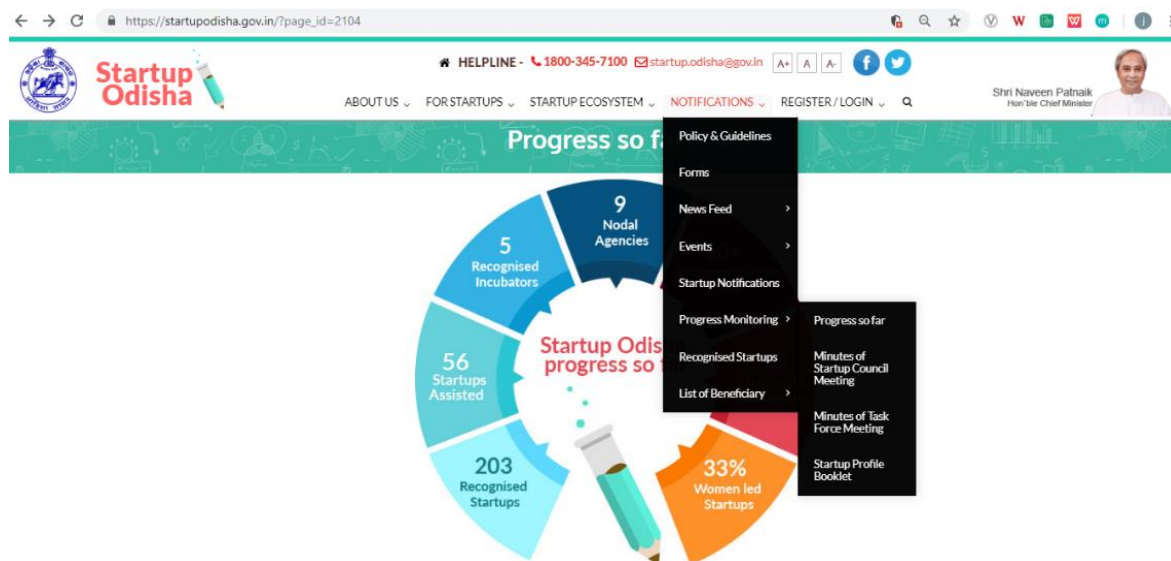 https://startupodisha.gov.in/?page_id=2104
HELPLINE - 1800-345-7100 startup.odisha@gov.in A+ A A-
Startup
Odisha
Shri Naveen Patnaik
Hon'ble Chief Minister
ABOUT US FOR STARTUPS STARTUP ECOSYSTEM NOTIFICATIONS REGISTER / LOGIN
Progress so
Policy & Guidelines
Forms
News Feed
Events
Startup Notifications
Progress Monitoring
Recognised Startups
List of Beneficiary
Progress so far
Minutes of
Startup Council
Meeting
Minutes of Task
Force Meeting
Startup Profile
Booklet
9
Nodal
Agencies
5
Recognised
Incubators
56
Startups
Assisted
203
Recognised
Startups
Startup
progress so
33%
Women led
Startups